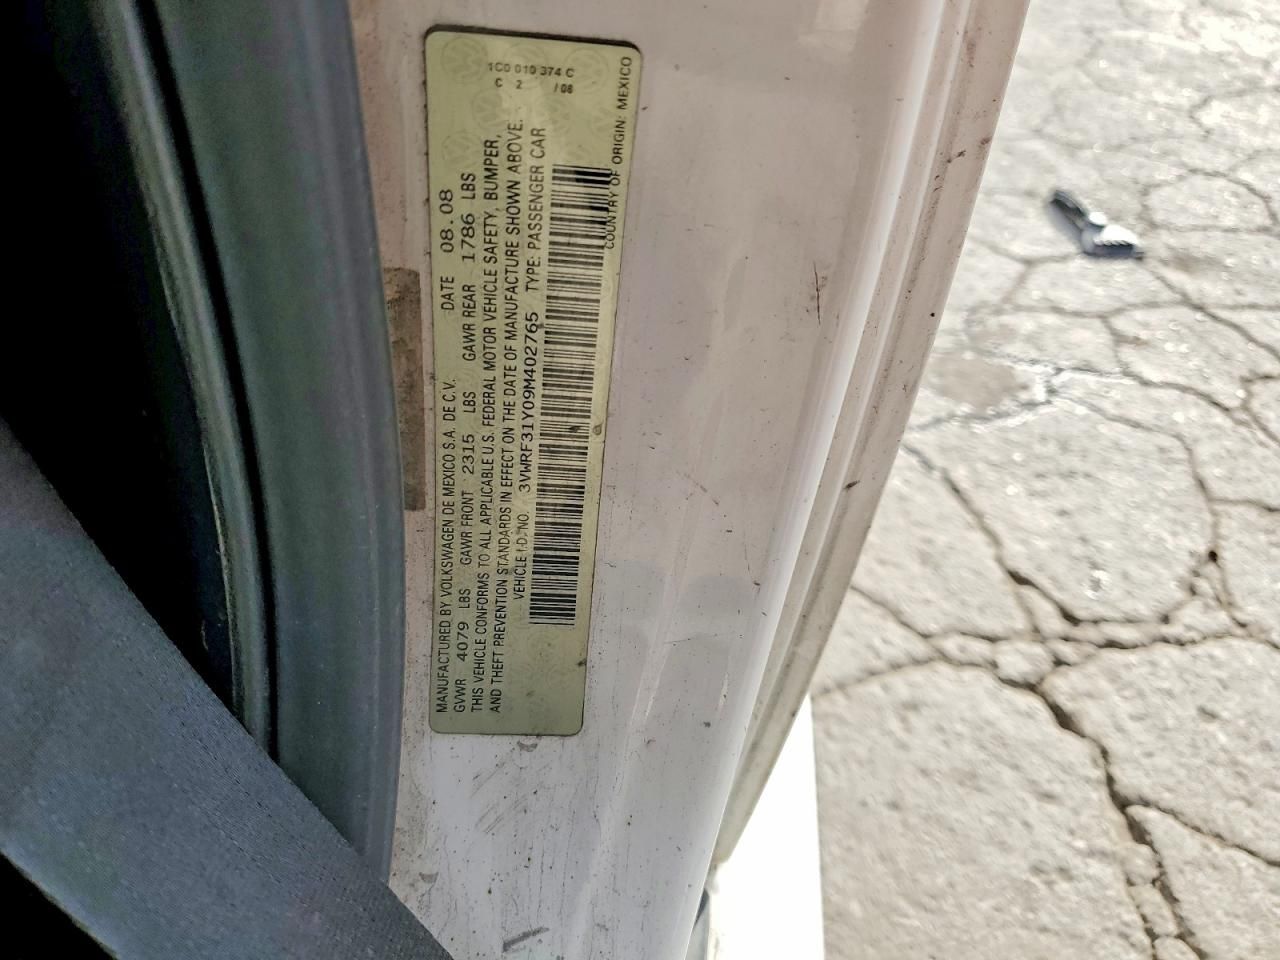 MANUFACTURED BY VOLKSWAGEN DE MEXICO S.A. DE C.V. DATE 08.08
GVWR 4079 LBS GAWR FRONT 2315 LBS GAWR REAR 1786 LBS
THIS VEHICLE CONFORMS TO ALL APPLICABLE U.S. FEDERAL MOTOR VEHICLE SAFETY, BUMPER,
AND THEFT PREVENTION STANDARDS IN EFFECT ON THE DATE OF MANUFACTURE SHOWN ABOVE.
VEHICLE I.D. NO. 3VWRF31Y09M402765 TYPE: PASSENGER CAR
COUNTRY OF ORIGIN: MEXICO
1C0 010 374 C
C 2 /08